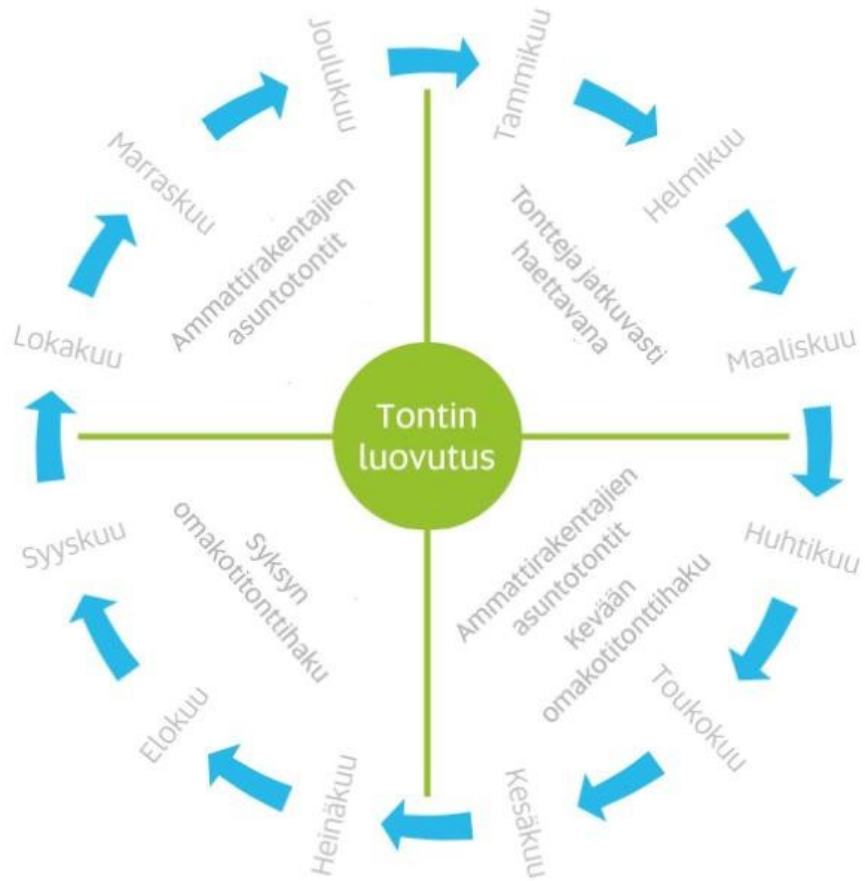 Tammikuu
Helmikuu
Maaliskuu
Huhtikuu
Toukokuu
Kesäkuu
Heinäkuu
Elokuu
Syyskuu
Lokakuu
Marraskuu
Joulukuu
Tontteja jatkuvasti
haettavana
Ammattirakentajien
asuntotontit
Kevään
omakotitonttihaku
Syksyn
omakotitonttihaku
Ammattirakentajien
asuntotontit
Tontin
luovutus